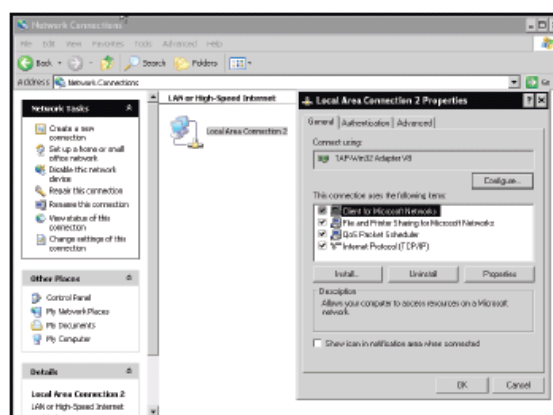 Network Connections
File Edit View Favorites Tools Advanced Help
Back Search Folders
Address Network Connections Go
Network Tasks
Create a new
connection
Set up a home or small
office network
Disable this network
device
Repair this connection
Rename this connection
View status of this
connection
Change settings of this
connection
Other Places
Control Panel
My Network Places
My Documents
My Computer
Details
Local Area Connection 2
LAN or High-Speed Internet
LAN or High-Speed Internet
Local Area Connection 2
Local Area Connection 2 Properties
General Authentication Advanced
Connect using:
TAP-Win32 Adapter V8
Configure...
This connection uses the following items:
Client for Microsoft Networks
File and Printer Sharing for Microsoft Networks
QoS Packet Scheduler
Internet Protocol (TCP/IP)
Install... Uninstall Properties
Description
Allows your computer to access resources on a Microsoft
network.
Show icon in notification area when connected
OK Cancel